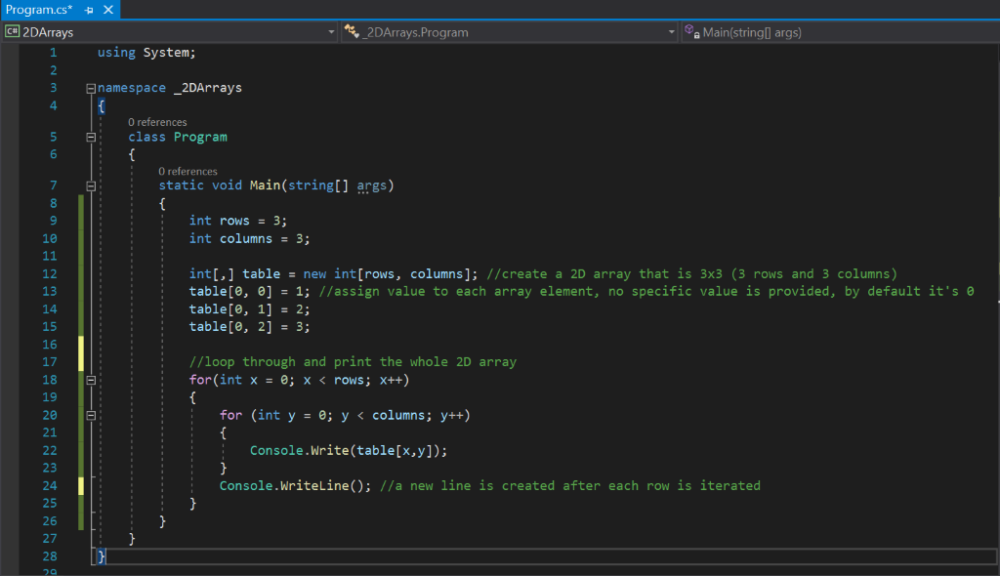 Program.cs*
C# 2DArrays _2DArrays.Program Main(string[] args)
1 using System;
2
3 namespace _2DArrays
4 {
0 references
5 class Program
6 {
0 references
7 static void Main(string[] args)
8 {
9 int rows = 3;
10 int columns = 3;
11
12 int[,] table = new int[rows, columns]; //create a 2D array that is 3x3 (3 rows and 3 columns)
13 table[0, 0] = 1; //assign value to each array element, no specific value is provided, by default it's 0
14 table[0, 1] = 2;
15 table[0, 2] = 3;
16
17 //loop through and print the whole 2D array
18 for(int x = 0; x < rows; x++)
19 {
20 for (int y = 0; y < columns; y++)
21 {
22 Console.Write(table[x,y]);
23 }
24 Console.WriteLine(); //a new line is created after each row is iterated
25 }
26 }
27 }
28 }
29